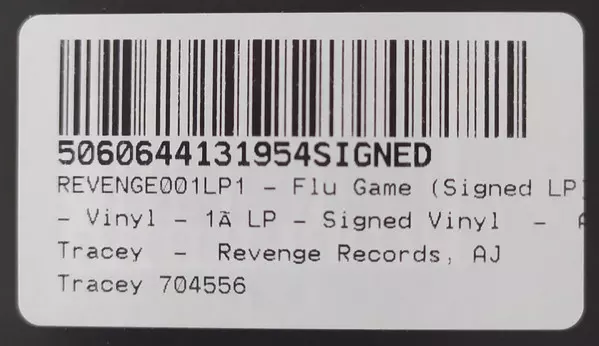 5060644131954SIGNED
REVENGE001LP1 - Flu Game (Signed LP)
- Vinyl - 1Ã LP - Signed Vinyl -
Tracey - Revenge Records, AJ
Tracey 704556